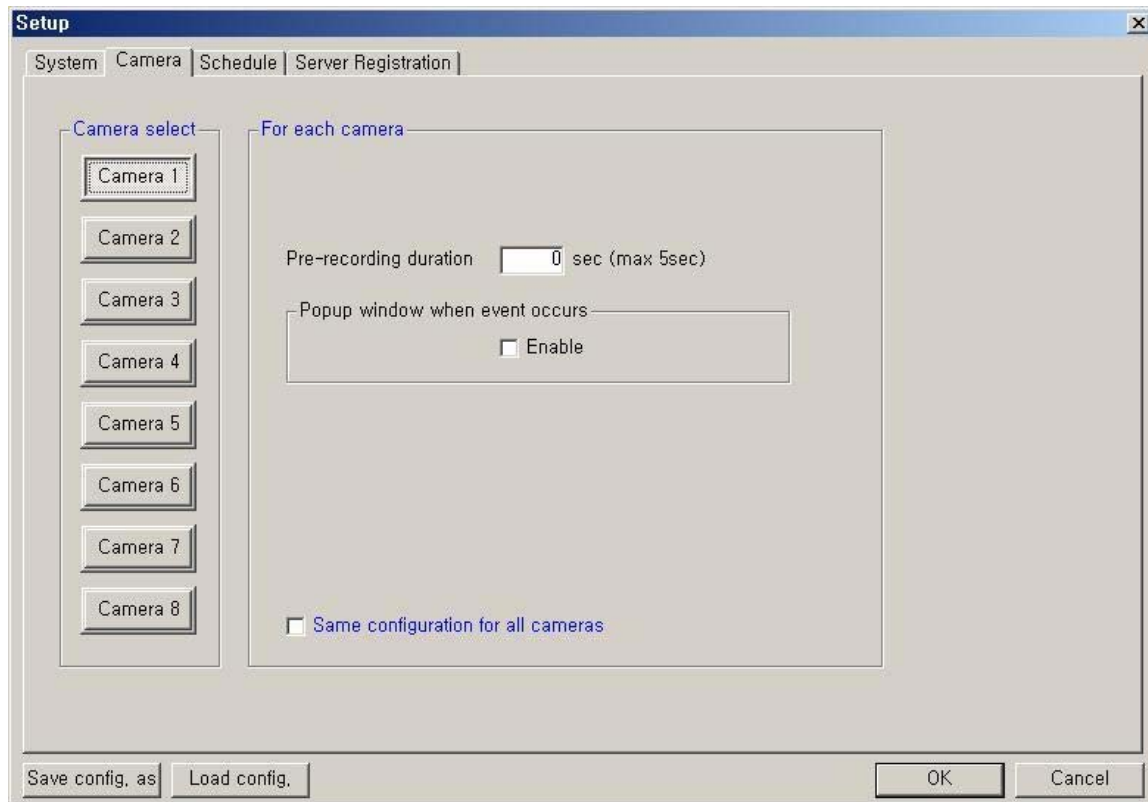 Setup
System
Camera
Schedule
Server Registration
Camera select
Camera 1
Camera 2
Camera 3
Camera 4
Camera 5
Camera 6
Camera 7
Camera 8
For each camera
Pre-recording duration 0 sec (max 5sec)
Popup window when event occurs
Enable
Same configuration for all cameras
Save config, as
Load config,
OK
Cancel